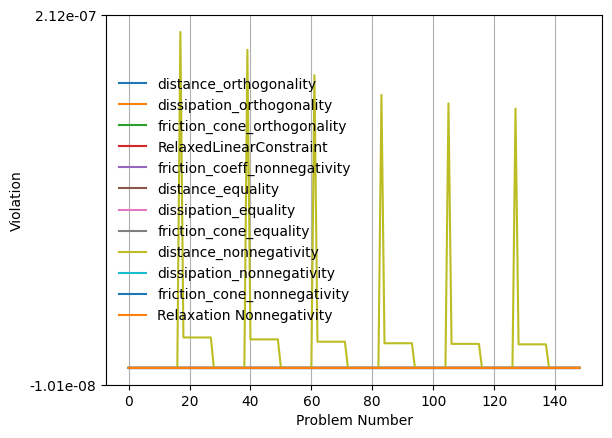 2.12e-07
Violation
distance_orthogonality
dissipation_orthogonality
friction_cone_orthogonality
RelaxedLinearConstraint
friction_coeff_nonnegativity
distance_equality
dissipation_equality
friction_cone_equality
distance_nonnegativity
dissipation_nonnegativity
friction_cone_nonnegativity
Relaxation Nonnegativity
-1.01e-08
0 20 40 60 80 100 120 140
Problem Number